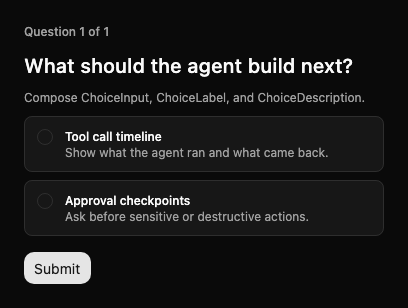 Question 1 of 1
What should the agent build next?
Compose ChoiceInput, ChoiceLabel, and ChoiceDescription.
Tool call timeline
Show what the agent ran and what came back.
Approval checkpoints
Ask before sensitive or destructive actions.
Submit